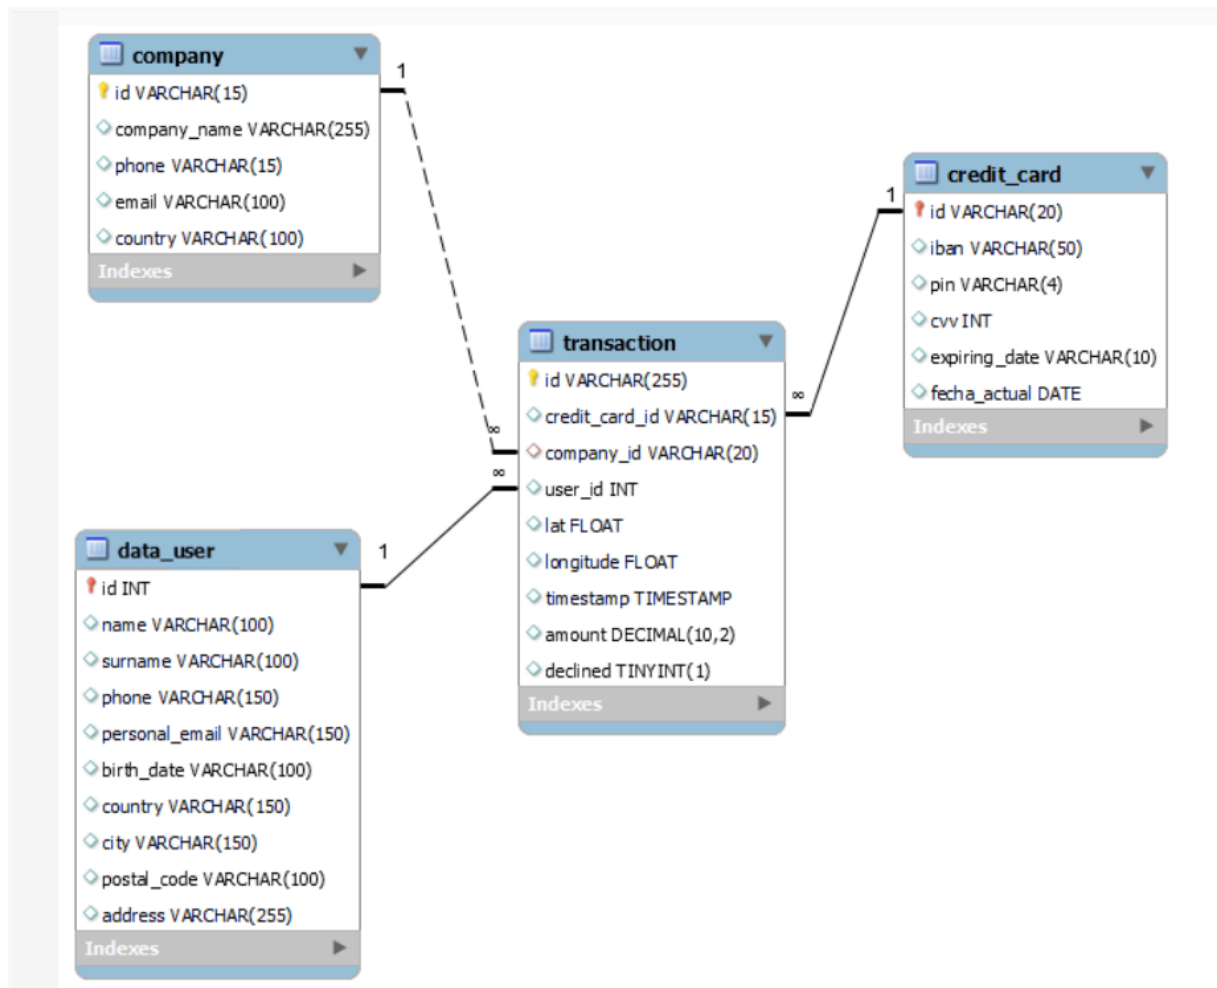 company
1
id VARCHAR(15)
company_name VARCHAR(255)
phone VARCHAR(15)
email VARCHAR(100)
country VARCHAR(100)
Indexes
credit_card
1
id VARCHAR(20)
iban VARCHAR(50)
pin VARCHAR(4)
cvv INT
expiring_date VARCHAR(10)
fecha_actual DATE
Indexes
transaction
id VARCHAR(255)
∞
credit_card_id VARCHAR(15)
∞
company_id VARCHAR(20)
∞
user_id INT
lat FLOAT
longitude FLOAT
timestamp TIMESTAMP
amount DECIMAL(10,2)
declined TINYINT(1)
Indexes
data_user
1
id INT
name VARCHAR(100)
surname VARCHAR(100)
phone VARCHAR(150)
personal_email VARCHAR(150)
birth_date VARCHAR(100)
country VARCHAR(150)
city VARCHAR(150)
postal_code VARCHAR(100)
address VARCHAR(255)
Indexes